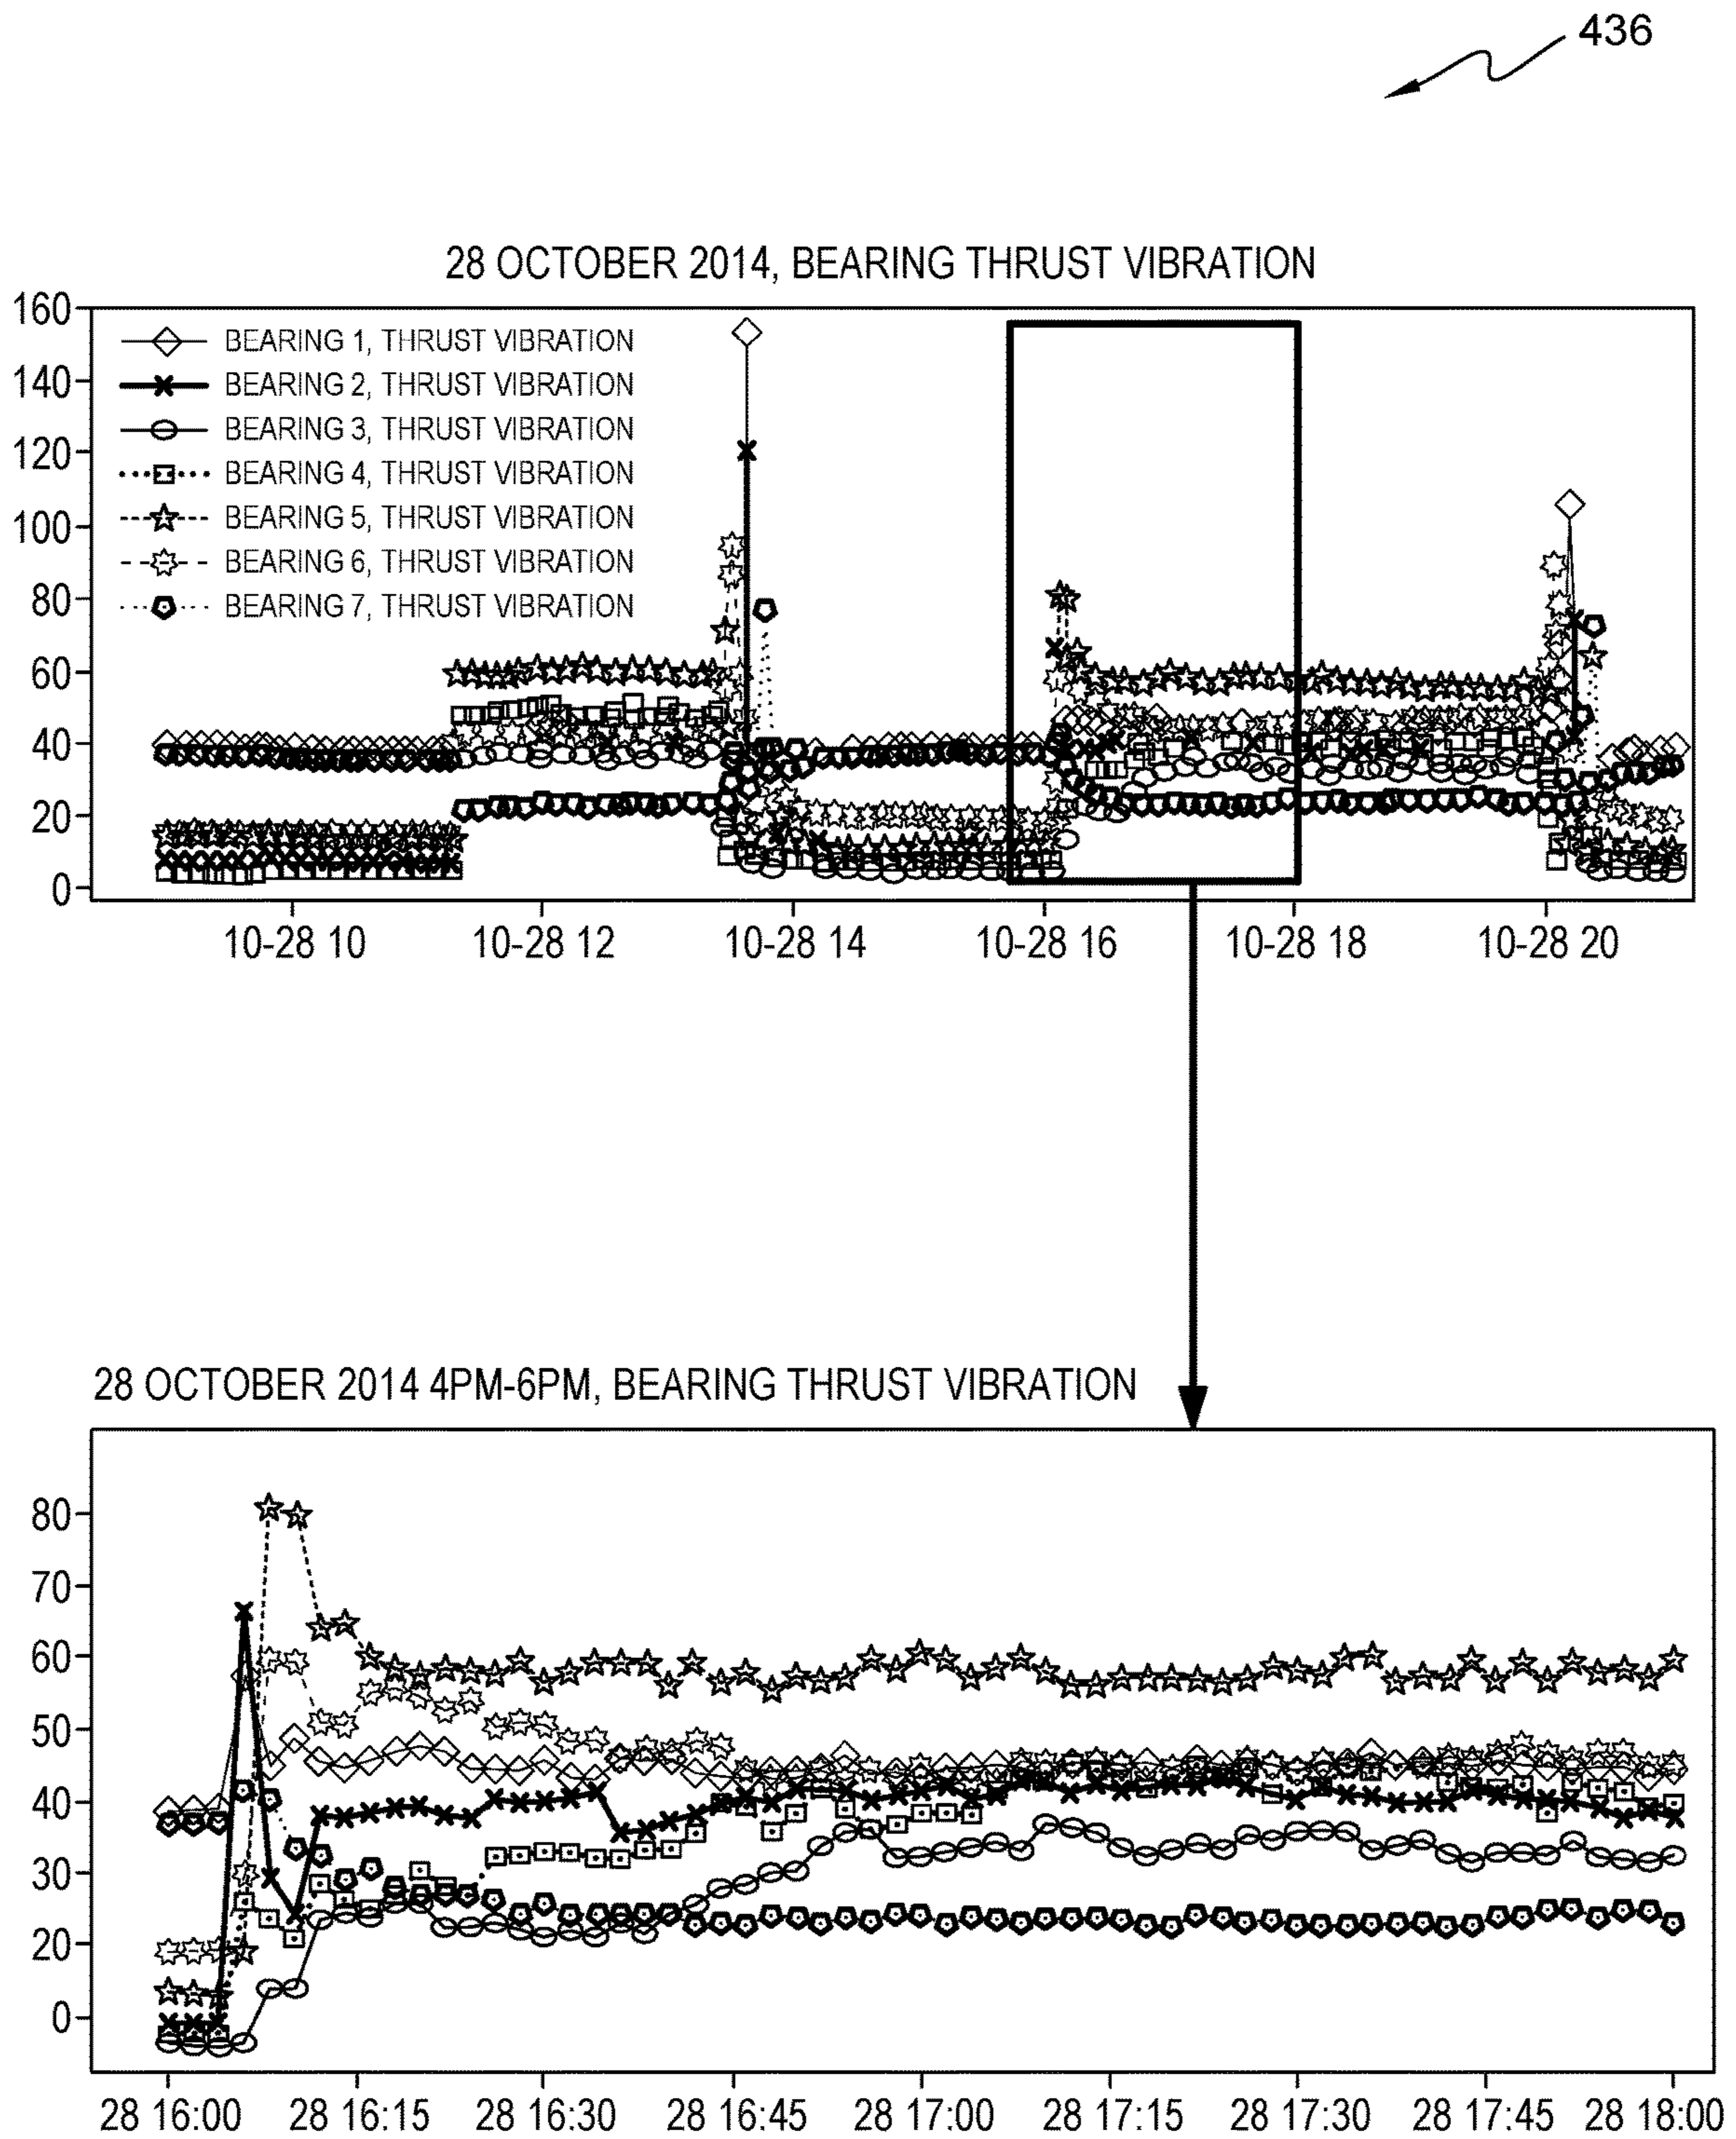 436
28 OCTOBER 2014, BEARING THRUST VIBRATION
160
140
120
100
80
60
40
20
0
BEARING 1, THRUST VIBRATION
BEARING 2, THRUST VIBRATION
BEARING 3, THRUST VIBRATION
BEARING 4, THRUST VIBRATION
BEARING 5, THRUST VIBRATION
BEARING 6, THRUST VIBRATION
BEARING 7, THRUST VIBRATION
10-28 10 10-28 12 10-28 14 10-28 16 10-28 18 10-28 20
28 OCTOBER 2014 4PM-6PM, BEARING THRUST VIBRATION
80
70
60
50
40
30
20
0
28 16:00 28 16:15 28 16:30 28 16:45 28 17:00 28 17:15 28 17:30 28 17:45 28 18:00